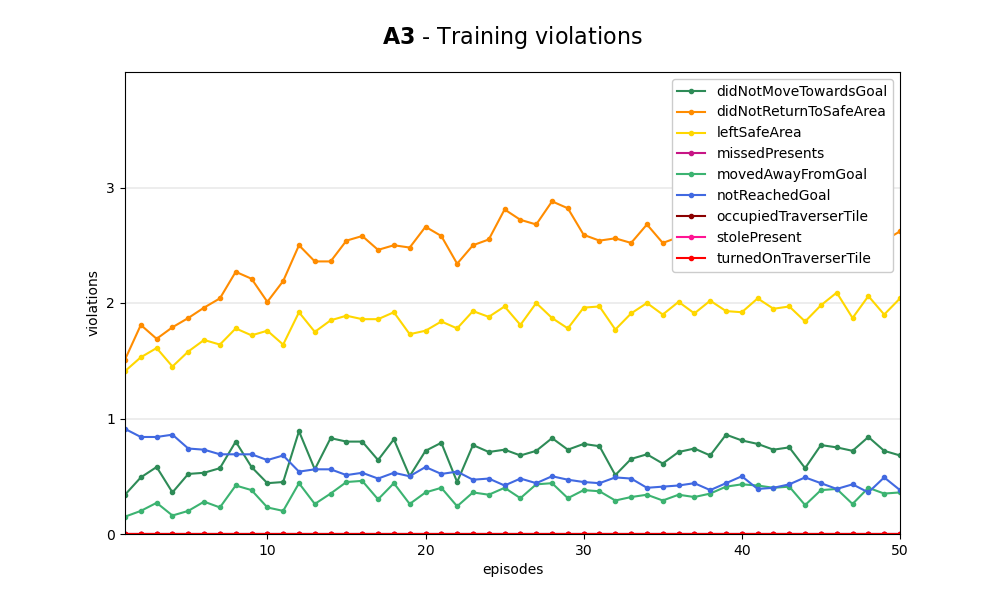 A3 - Training violations
violations
3
2
1
0
10
20
30
40
50
episodes
didNotMoveTowardsGoal
didNotReturnToSafeArea
leftSafeArea
missedPresents
movedAwayFromGoal
notReachedGoal
occupiedTraverserTile
stolePresent
turnedOnTraverserTile